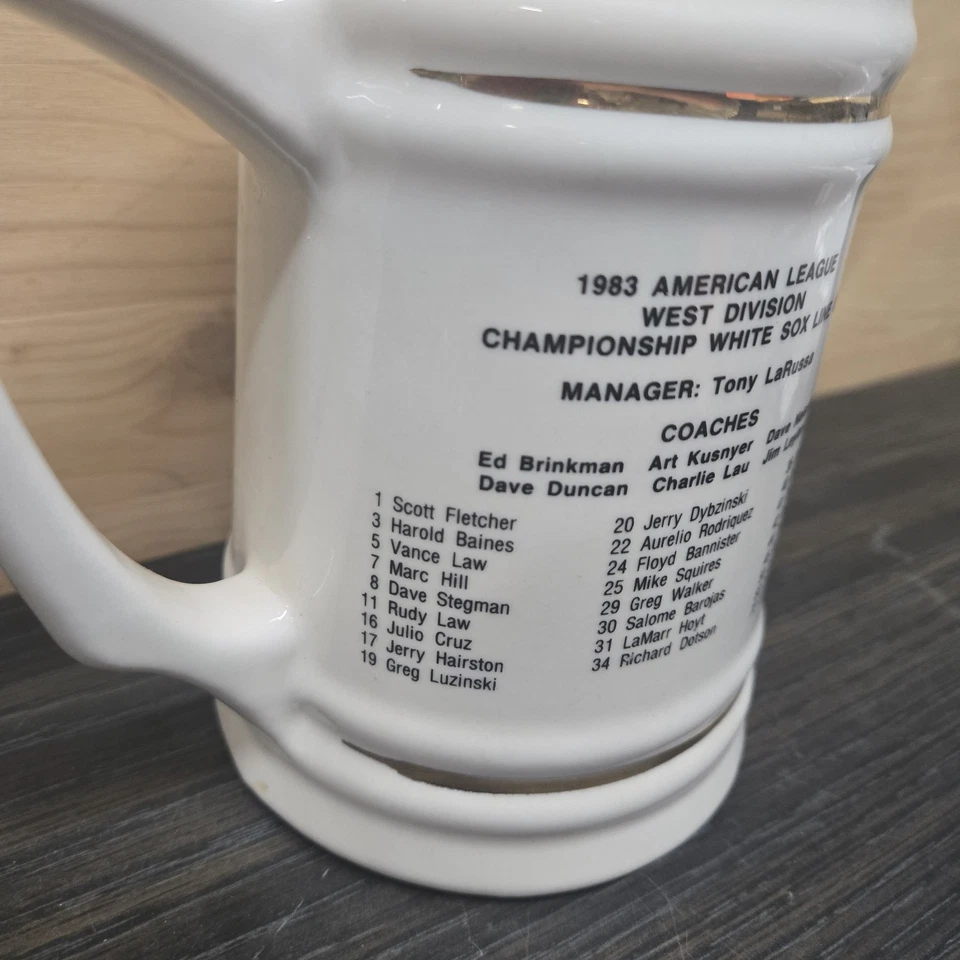 1983 AMERICAN LEAGUE
WEST DIVISION
CHAMPIONSHIP WHITE SOX
MANAGER: Tony LaRussa
COACHES
Ed Brinkman Art Kusnyer Dave
Dave Duncan Charlie Lau Jim
1 Scott Fletcher
3 Harold Baines
5 Vance Law
7 Marc Hill
8 Dave Stegman
11 Rudy Law
16 Julio Cruz
17 Jerry Hairston
19 Greg Luzinski
20 Jerry Dybzinski
22 Aurelio Rodriquez
24 Floyd Bannister
25 Mike Squires
29 Greg Walker
30 Salome Barojas
31 LaMarr Hoyt
34 Richard Dotson